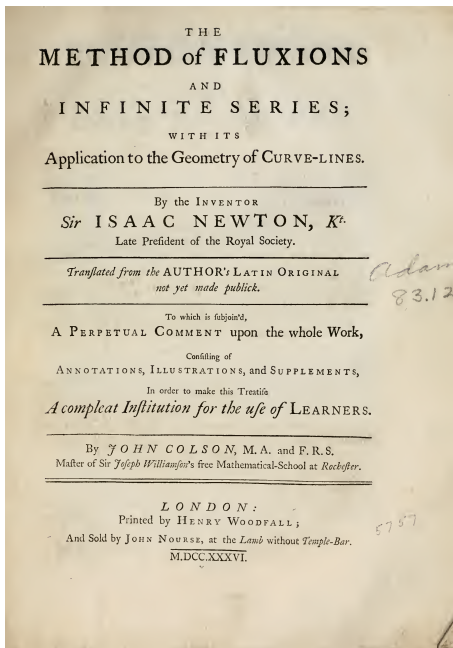 THE
METHOD of FLUXIONS
AND
INFINITE SERIES;
WITH ITS
Application to the Geometry of CURVE-LINES.
By the INVENTOR
Sir ISAAC NEWTON, Kt.
Late Preſident of the Royal Society.
Tranſlated from the AUTHOR's LATIN ORIGINAL
not yet made publick.
Adam
83.12
To which is ſubjoin'd,
A PERPETUAL COMMENT upon the whole Work,
Conſiſting of
ANNOTATIONS, ILLUSTRATIONS, and SUPPLEMENTS,
In order to make this Treatiſe
A compleat Inſtitution for the uſe of LEARNERS.
By JOHN COLSON, M.A. and F.R.S.
Maſter of Sir Joſeph Williamſon's free Mathematical-School at Rocheſter.
LONDON:
Printed by HENRY WOODFALL;
And Sold by JOHN NOURSE, at the Lamb without Temple-Bar.
M.DCC.XXXVI.
5757